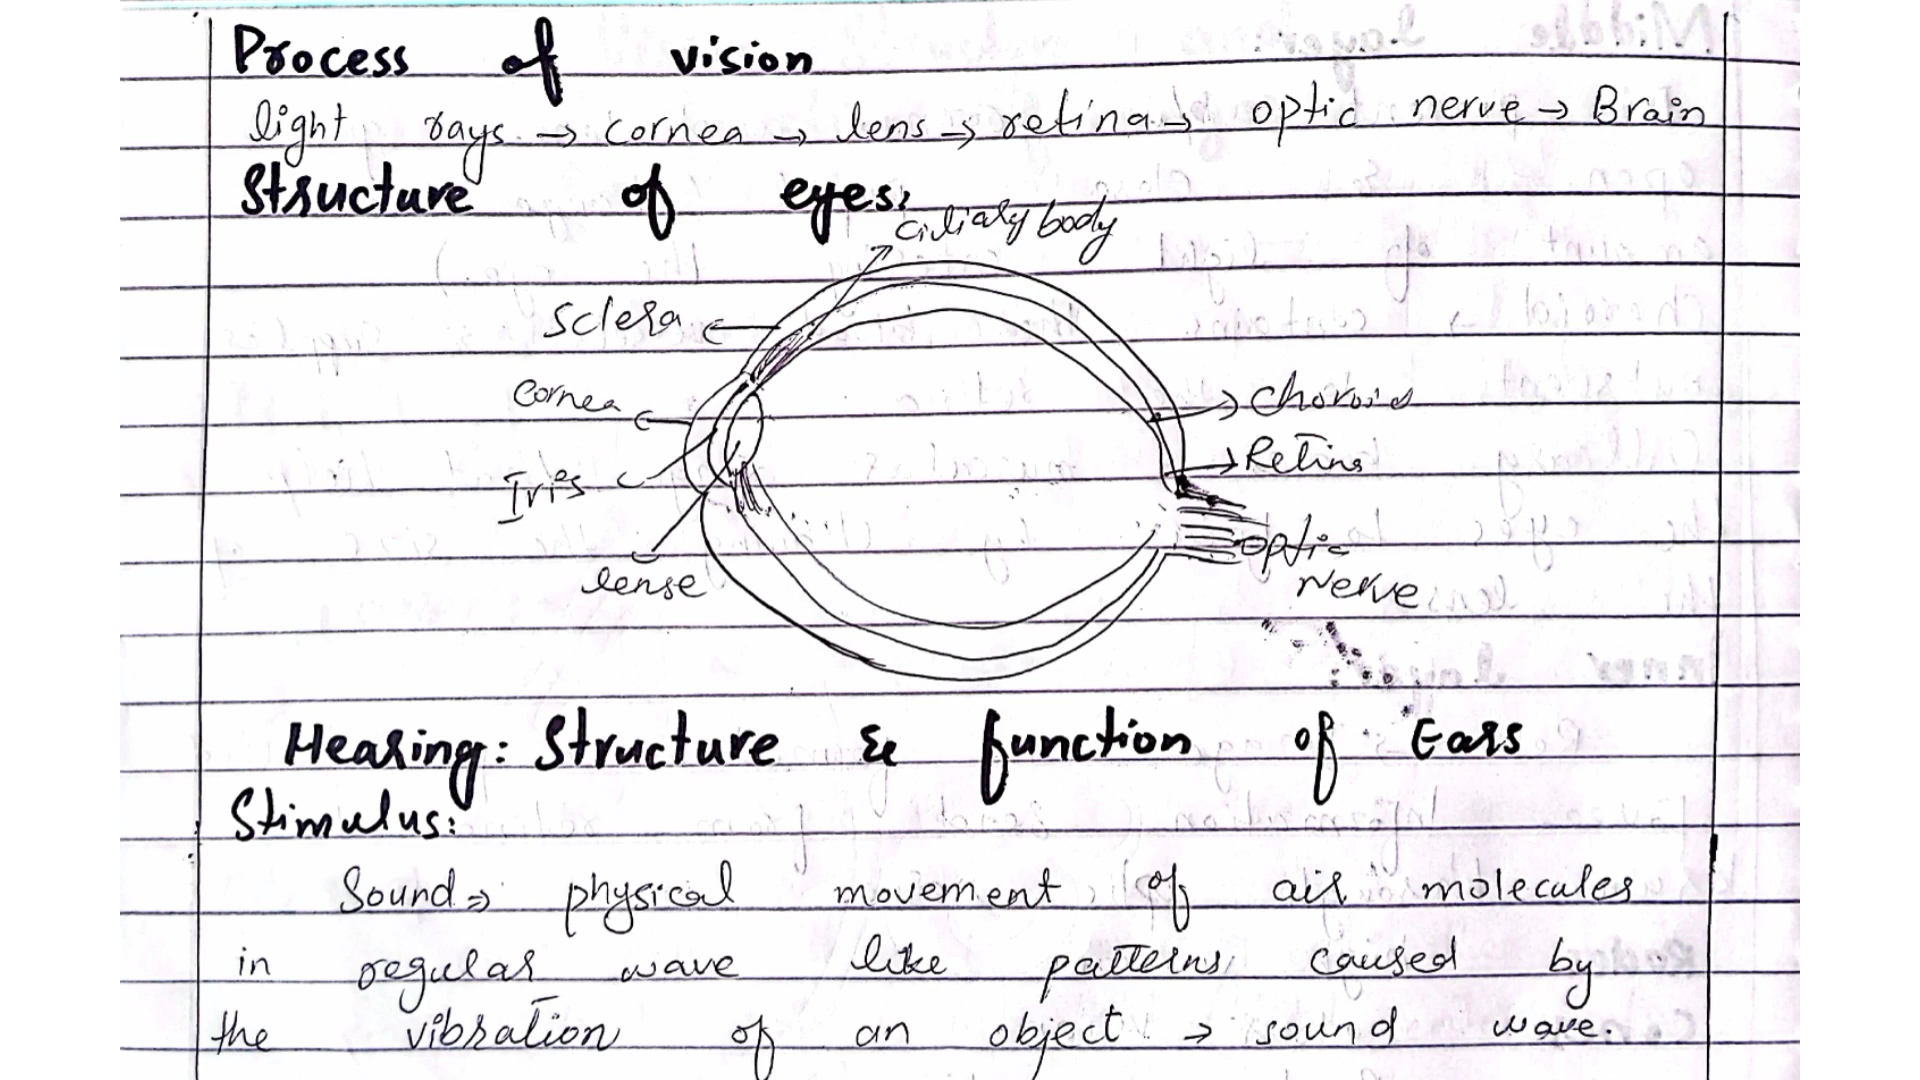 Process of vision
light rays → cornea → lens → retina → optic nerve → Brain
Structure of eyes:
Ciliary body
Sclera
Cornea
Choroid
Retina
Iris
optic
Nerve
lense
Hearing: Structure & function of Ears
Stimulus:
Sound ⇒ physical movement of air molecules
in regular wave like patterns caused by
the vibration of an object → sound wave.